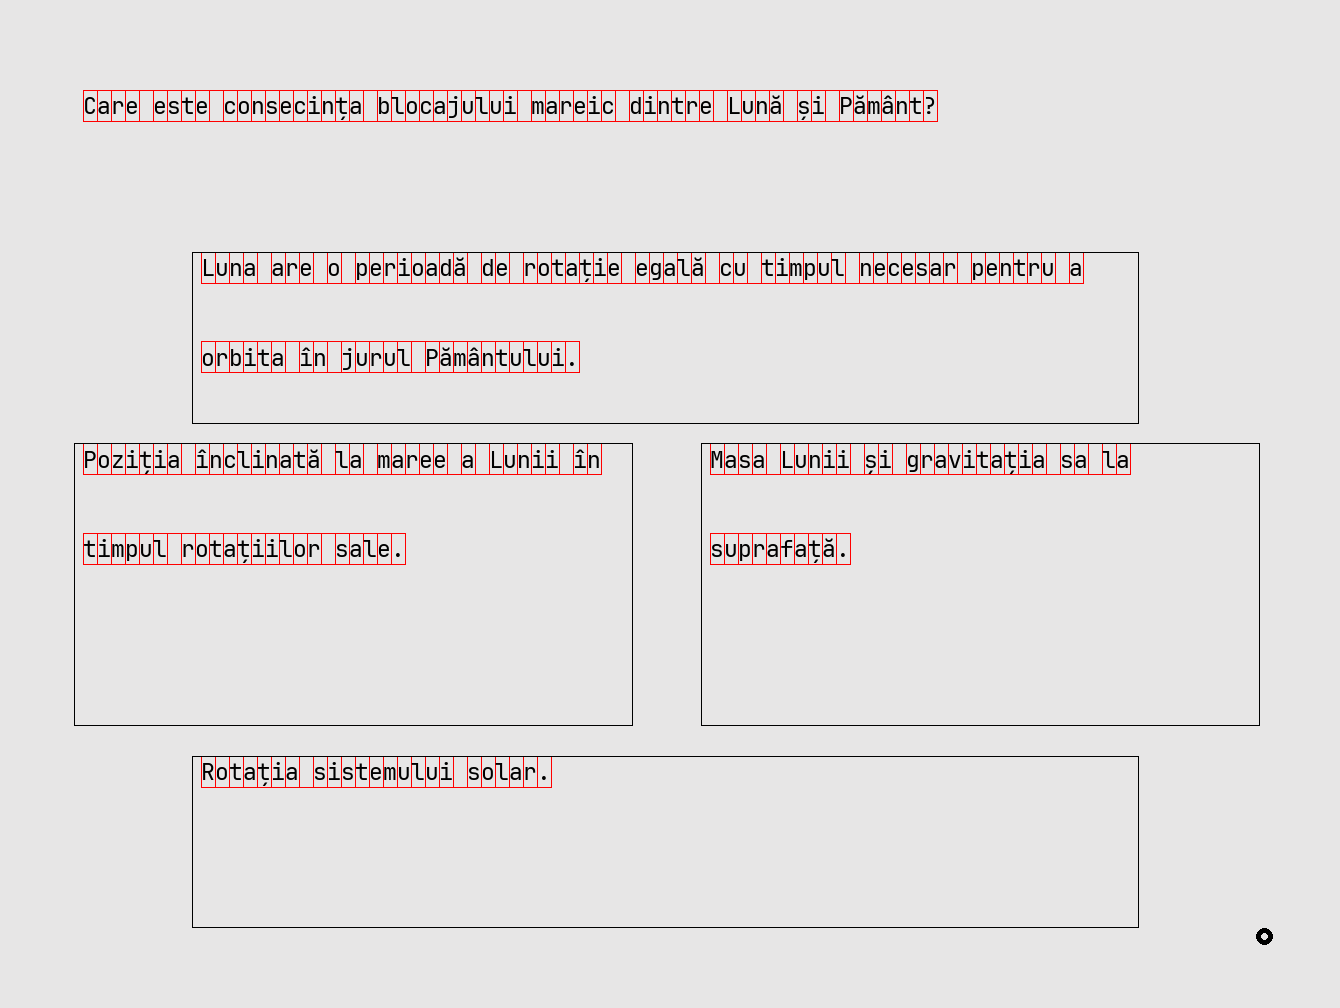 Care este consecința blocajului mareic dintre Lună și Pământ?
Luna are o perioadă de rotație egală cu timpul necesar pentru a
orbita în jurul Pământului.
Poziția înclinată la maree a Lunii în
timpul rotațiilor sale.
Masa Lunii și gravitația sa la
suprafață.
Rotația sistemului solar.